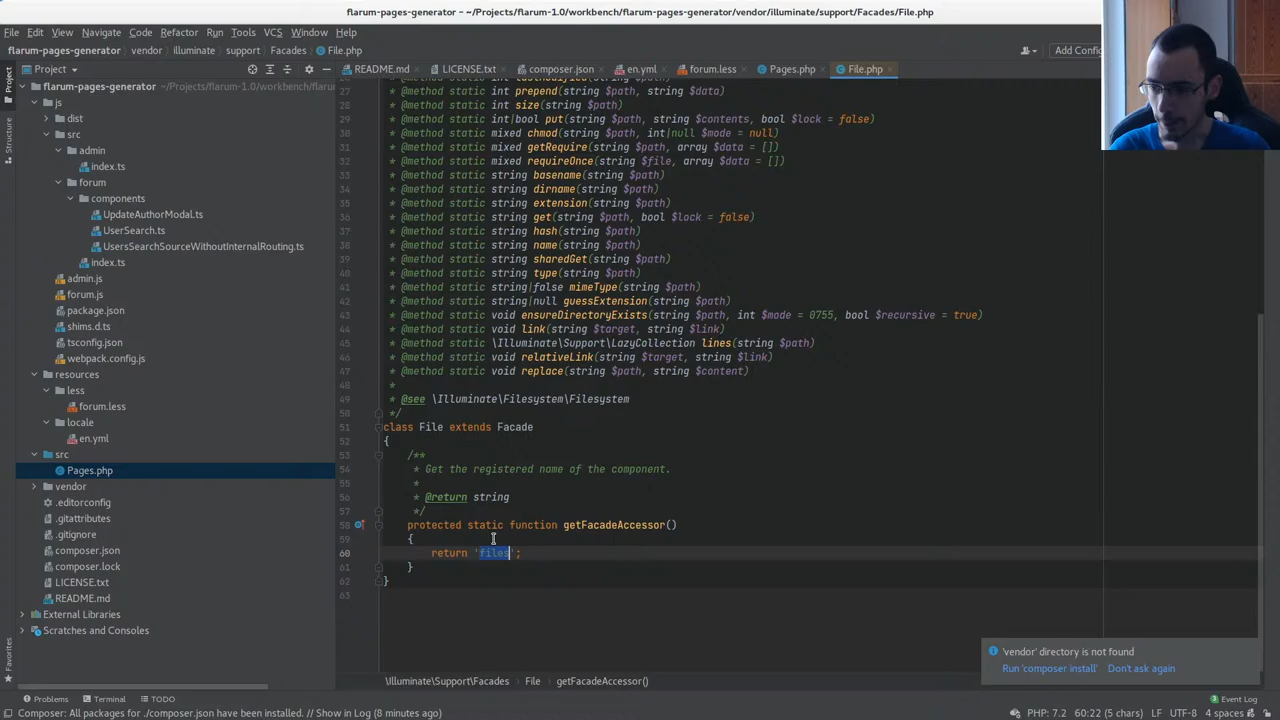 flarum-pages-generator – ~/Projects/flarum-1.0/workbench/flarum-pages-generator/vendor/illuminate/support/Facades/File.php
File Edit View Navigate Code Refactor Run Tools VCS Window Help
flarum-pages-generator vendor illuminate support Facades File.php
Add Config
Project
README.md LICENSE.txt composer.json en.yml forum.less Pages.php File.php
flarum-pages-generator ~/Projects/flarum-1.0/workbench/flarum
js
dist
src
admin
index.ts
forum
components
UpdateAuthorModal.ts
UserSearch.ts
UsersSearchSourceWithoutInternalRouting.ts
index.ts
admin.js
forum.js
package.json
shims.d.ts
tsconfig.json
webpack.config.js
resources
less
forum.less
locale
en.yml
src
Pages.php
vendor
.editorconfig
.gitattributes
.gitignore
composer.json
composer.lock
LICENSE.txt
README.md
External Libraries
Scratches and Consoles
Project
Structure
Favorites
27 * @method static int prepend(string $path, string $data)
28 * @method static int size(string $path)
29 * @method static int|bool put(string $path, string $contents, bool $lock = false)
30 * @method static mixed chmod(string $path, int|null $mode = null)
31 * @method static mixed getRequire(string $path, array $data = [])
32 * @method static mixed requireOnce(string $file, array $data = [])
33 * @method static string basename(string $path)
34 * @method static string dirname(string $path)
35 * @method static string extension(string $path)
36 * @method static string get(string $path, bool $lock = false)
37 * @method static string hash(string $path)
38 * @method static string name(string $path)
39 * @method static string sharedGet(string $path)
40 * @method static string type(string $path)
41 * @method static string|false mimeType(string $path)
42 * @method static string|null guessExtension(string $path)
43 * @method static void ensureDirectoryExists(string $path, int $mode = 0755, bool $recursive = true)
44 * @method static void link(string $target, string $link)
45 * @method static \Illuminate\Support\LazyCollection lines(string $path)
46 * @method static void relativeLink(string $target, string $link)
47 * @method static void replace(string $path, string $content)
48 *
49 * @see \Illuminate\Filesystem\Filesystem
50 */
51 class File extends Facade
52 {
53 /**
54 * Get the registered name of the component.
55 *
56 * @return string
57 */
58 protected static function getFacadeAccessor()
59 {
60 return 'files';
61 }
62 }
63
'vendor' directory is not found
Run 'composer install' Don't ask again
\Illuminate\Support\Facades File getFacadeAccessor()
Problems Terminal TODO
Event Log
Composer: All packages for ./composer.json have been installed. // Show in Log (8 minutes ago)
PHP: 7.2 60:22 (5 chars) LF UTF-8 4 spaces